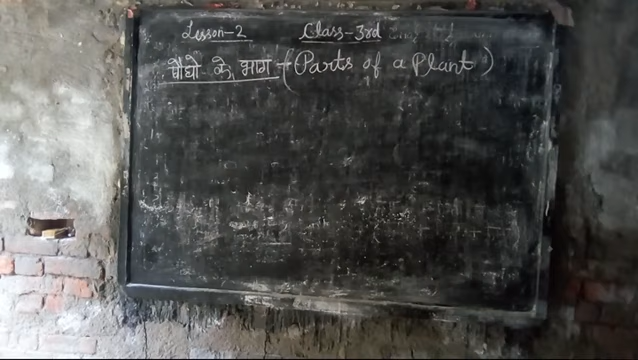 Lesson-2 Class-3rd
पौधो के भाग - (Parts of a Plant)